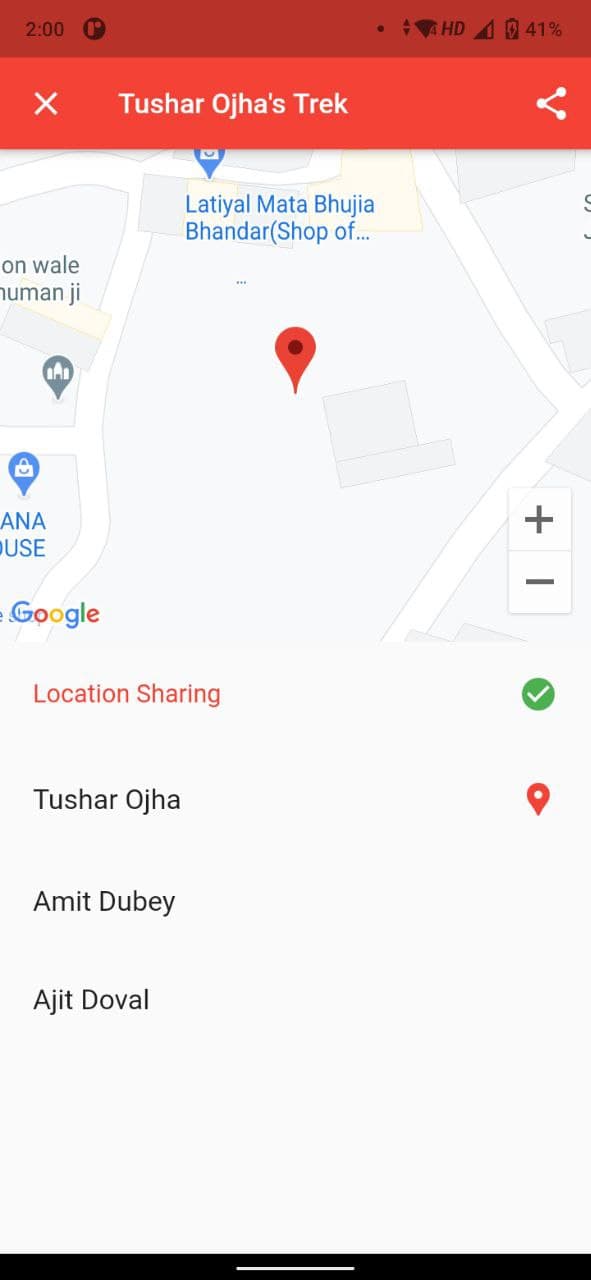 2:00
HD
41%
Tushar Ojha's Trek
Latiyal Mata Bhujia
Bhandar(Shop of...
on wale
numan ji
...
ANA
OUSE
Google
Location Sharing
Tushar Ojha
Amit Dubey
Ajit Doval